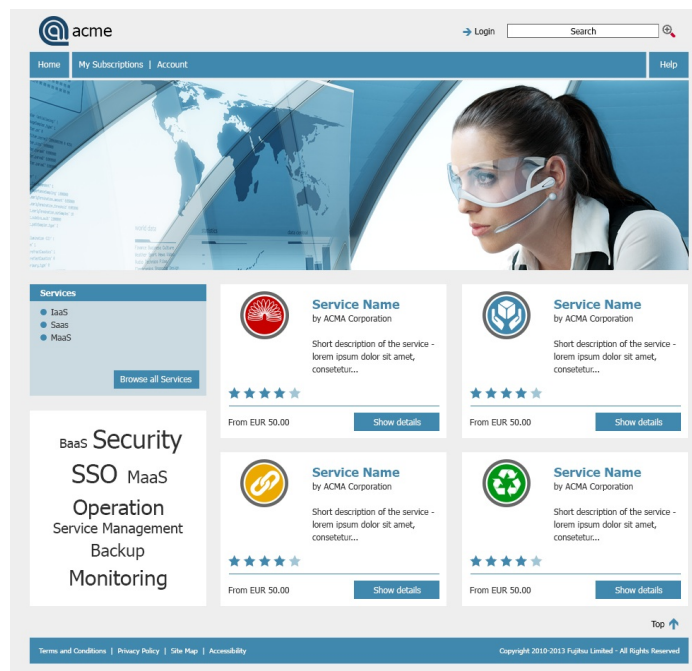 acme
Login
Search
Home
My Subscriptions | Account
Help
Services
IaaS
Saas
MaaS
Browse all Services
Service Name
by ACMA Corporation
Short description of the service -
lorem ipsum dolor sit amet,
consetetur...
From EUR 50.00
Show details
Service Name
by ACMA Corporation
Short description of the service -
lorem ipsum dolor sit amet,
consetetur...
From EUR 50.00
Show details
BaaS Security
SSO MaaS
Operation
Service Management
Backup
Monitoring
Service Name
by ACMA Corporation
Short description of the service -
lorem ipsum dolor sit amet,
consetetur...
From EUR 50.00
Show details
Service Name
by ACMA Corporation
Short description of the service -
lorem ipsum dolor sit amet,
consetetur...
From EUR 50.00
Show details
Top
Terms and Conditions | Privacy Policy | Site Map | Accessibility
Copyright 2010-2013 Fujitsu Limited - All Rights Reserved